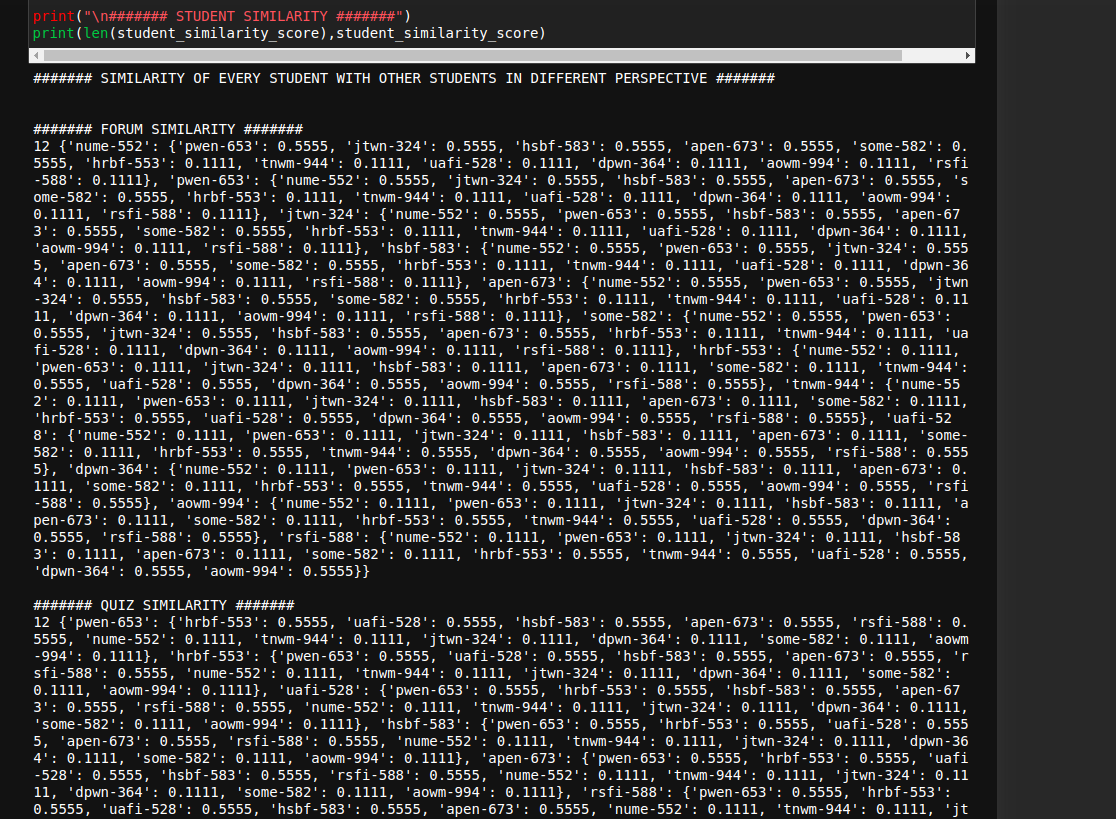 print("\n####### STUDENT SIMILARITY #######")
print(len(student_similarity_score),student_similarity_score)
####### SIMILARITY OF EVERY STUDENT WITH OTHER STUDENTS IN DIFFERENT PERSPECTIVE #######
####### FORUM SIMILARITY #######
12 {'nume-552': {'pwen-653': 0.5555, 'jtwn-324': 0.5555, 'hsbf-583': 0.5555, 'apen-673': 0.5555, 'some-582': 0.
5555, 'hrbf-553': 0.1111, 'tnwm-944': 0.1111, 'uafi-528': 0.1111, 'dpwn-364': 0.1111, 'aowm-994': 0.1111, 'rsfi
-588': 0.1111}, 'pwen-653': {'nume-552': 0.5555, 'jtwn-324': 0.5555, 'hsbf-583': 0.5555, 'apen-673': 0.5555, 's
ome-582': 0.5555, 'hrbf-553': 0.1111, 'tnwm-944': 0.1111, 'uafi-528': 0.1111, 'dpwn-364': 0.1111, 'aowm-994':
0.1111, 'rsfi-588': 0.1111}, 'jtwn-324': {'nume-552': 0.5555, 'pwen-653': 0.5555, 'hsbf-583': 0.5555, 'apen-67
3': 0.5555, 'some-582': 0.5555, 'hrbf-553': 0.1111, 'tnwm-944': 0.1111, 'uafi-528': 0.1111, 'dpwn-364': 0.1111,
'aowm-994': 0.1111, 'rsfi-588': 0.1111}, 'hsbf-583': {'nume-552': 0.5555, 'pwen-653': 0.5555, 'jtwn-324': 0.555
5, 'apen-673': 0.5555, 'some-582': 0.5555, 'hrbf-553': 0.1111, 'tnwm-944': 0.1111, 'uafi-528': 0.1111, 'dpwn-36
4': 0.1111, 'aowm-994': 0.1111, 'rsfi-588': 0.1111}, 'apen-673': {'nume-552': 0.5555, 'pwen-653': 0.5555, 'jtwn
-324': 0.5555, 'hsbf-583': 0.5555, 'some-582': 0.5555, 'hrbf-553': 0.1111, 'tnwm-944': 0.1111, 'uafi-528': 0.11
11, 'dpwn-364': 0.1111, 'aowm-994': 0.1111, 'rsfi-588': 0.1111}, 'some-582': {'nume-552': 0.5555, 'pwen-653':
0.5555, 'jtwn-324': 0.5555, 'hsbf-583': 0.5555, 'apen-673': 0.5555, 'hrbf-553': 0.1111, 'tnwm-944': 0.1111, 'ua
fi-528': 0.1111, 'dpwn-364': 0.1111, 'aowm-994': 0.1111, 'rsfi-588': 0.1111}, 'hrbf-553': {'nume-552': 0.1111,
'pwen-653': 0.1111, 'jtwn-324': 0.1111, 'hsbf-583': 0.1111, 'apen-673': 0.1111, 'some-582': 0.1111, 'tnwm-944':
0.5555, 'uafi-528': 0.5555, 'dpwn-364': 0.5555, 'aowm-994': 0.5555, 'rsfi-588': 0.5555}, 'tnwm-944': {'nume-55
2': 0.1111, 'pwen-653': 0.1111, 'jtwn-324': 0.1111, 'hsbf-583': 0.1111, 'apen-673': 0.1111, 'some-582': 0.1111,
'hrbf-553': 0.5555, 'uafi-528': 0.5555, 'dpwn-364': 0.5555, 'aowm-994': 0.5555, 'rsfi-588': 0.5555}, 'uafi-52
8': {'nume-552': 0.1111, 'pwen-653': 0.1111, 'jtwn-324': 0.1111, 'hsbf-583': 0.1111, 'apen-673': 0.1111, 'some-
582': 0.1111, 'hrbf-553': 0.5555, 'tnwm-944': 0.5555, 'dpwn-364': 0.5555, 'aowm-994': 0.5555, 'rsfi-588': 0.555
5}, 'dpwn-364': {'nume-552': 0.1111, 'pwen-653': 0.1111, 'jtwn-324': 0.1111, 'hsbf-583': 0.1111, 'apen-673': 0.
1111, 'some-582': 0.1111, 'hrbf-553': 0.5555, 'tnwm-944': 0.5555, 'uafi-528': 0.5555, 'aowm-994': 0.5555, 'rsfi
-588': 0.5555}, 'aowm-994': {'nume-552': 0.1111, 'pwen-653': 0.1111, 'jtwn-324': 0.1111, 'hsbf-583': 0.1111, 'a
pen-673': 0.1111, 'some-582': 0.1111, 'hrbf-553': 0.5555, 'tnwm-944': 0.5555, 'uafi-528': 0.5555, 'dpwn-364':
0.5555, 'rsfi-588': 0.5555}, 'rsfi-588': {'nume-552': 0.1111, 'pwen-653': 0.1111, 'jtwn-324': 0.1111, 'hsbf-58
3': 0.1111, 'apen-673': 0.1111, 'some-582': 0.1111, 'hrbf-553': 0.5555, 'tnwm-944': 0.5555, 'uafi-528': 0.5555,
'dpwn-364': 0.5555, 'aowm-994': 0.5555}}
####### QUIZ SIMILARITY #######
12 {'pwen-653': {'hrbf-553': 0.5555, 'uafi-528': 0.5555, 'hsbf-583': 0.5555, 'apen-673': 0.5555, 'rsfi-588': 0.
5555, 'nume-552': 0.1111, 'tnwm-944': 0.1111, 'jtwn-324': 0.1111, 'dpwn-364': 0.1111, 'some-582': 0.1111, 'aowm
-994': 0.1111}, 'hrbf-553': {'pwen-653': 0.5555, 'uafi-528': 0.5555, 'hsbf-583': 0.5555, 'apen-673': 0.5555, 'r
sfi-588': 0.5555, 'nume-552': 0.1111, 'tnwm-944': 0.1111, 'jtwn-324': 0.1111, 'dpwn-364': 0.1111, 'some-582':
0.1111, 'aowm-994': 0.1111}, 'uafi-528': {'pwen-653': 0.5555, 'hrbf-553': 0.5555, 'hsbf-583': 0.5555, 'apen-67
3': 0.5555, 'rsfi-588': 0.5555, 'nume-552': 0.1111, 'tnwm-944': 0.1111, 'jtwn-324': 0.1111, 'dpwn-364': 0.1111,
'some-582': 0.1111, 'aowm-994': 0.1111}, 'hsbf-583': {'pwen-653': 0.5555, 'hrbf-553': 0.5555, 'uafi-528': 0.555
5, 'apen-673': 0.5555, 'rsfi-588': 0.5555, 'nume-552': 0.1111, 'tnwm-944': 0.1111, 'jtwn-324': 0.1111, 'dpwn-36
4': 0.1111, 'some-582': 0.1111, 'aowm-994': 0.1111}, 'apen-673': {'pwen-653': 0.5555, 'hrbf-553': 0.5555, 'uafi
-528': 0.5555, 'hsbf-583': 0.5555, 'rsfi-588': 0.5555, 'nume-552': 0.1111, 'tnwm-944': 0.1111, 'jtwn-324': 0.11
11, 'dpwn-364': 0.1111, 'some-582': 0.1111, 'aowm-994': 0.1111}, 'rsfi-588': {'pwen-653': 0.5555, 'hrbf-553':
0.5555, 'uafi-528': 0.5555, 'hsbf-583': 0.5555, 'apen-673': 0.5555, 'nume-552': 0.1111, 'tnwm-944': 0.1111, 'jt